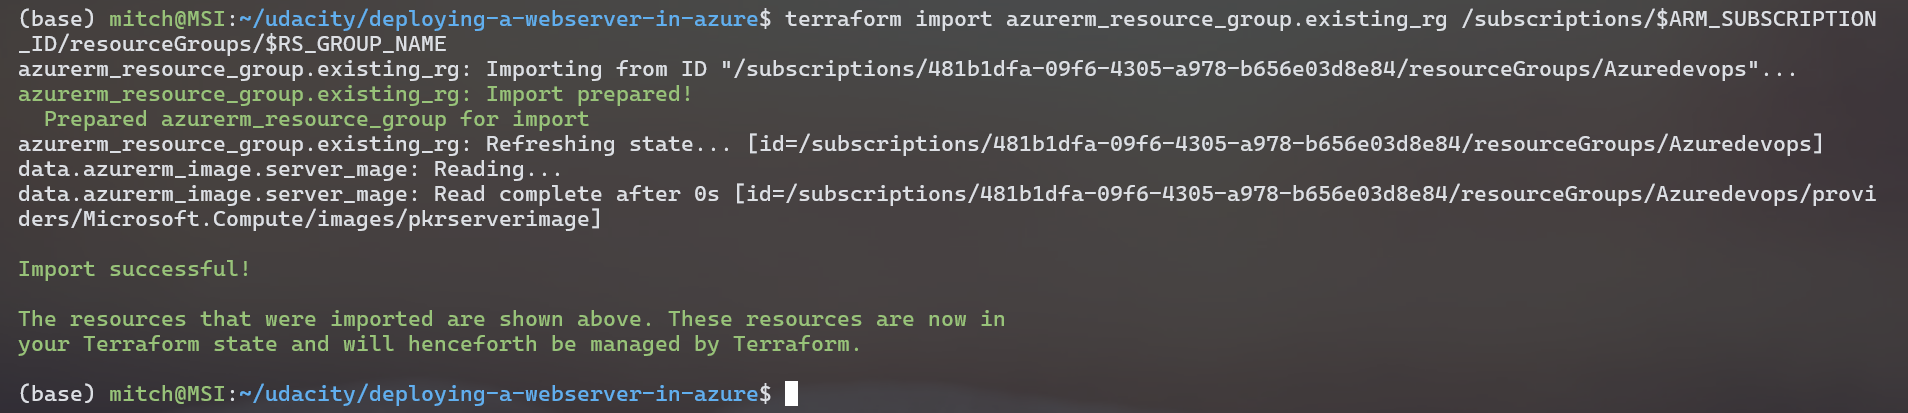 (base) mitch@MSI:~/udacity/deploying-a-webserver-in-azure$ terraform import azurerm_resource_group.existing_rg /subscriptions/$ARM_SUBSCRIPTION
_ID/resourceGroups/$RS_GROUP_NAME
azurerm_resource_group.existing_rg: Importing from ID "/subscriptions/481b1dfa-09f6-4305-a978-b656e03d8e84/resourceGroups/Azuredevops"...
azurerm_resource_group.existing_rg: Import prepared!
  Prepared azurerm_resource_group for import
azurerm_resource_group.existing_rg: Refreshing state... [id=/subscriptions/481b1dfa-09f6-4305-a978-b656e03d8e84/resourceGroups/Azuredevops]
data.azurerm_image.server_mage: Reading...
data.azurerm_image.server_mage: Read complete after 0s [id=/subscriptions/481b1dfa-09f6-4305-a978-b656e03d8e84/resourceGroups/Azuredevops/provi
ders/Microsoft.Compute/images/pkrserverimage]

Import successful!

The resources that were imported are shown above. These resources are now in
your Terraform state and will henceforth be managed by Terraform.

(base) mitch@MSI:~/udacity/deploying-a-webserver-in-azure$